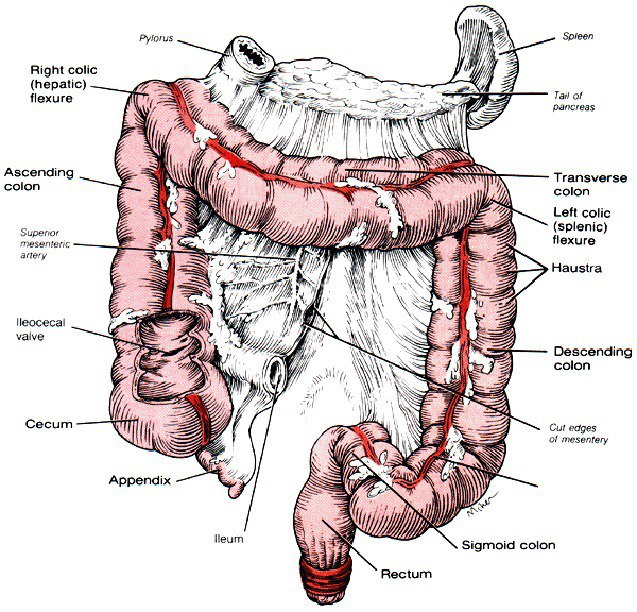 Pylorus
Spleen
Right colic
(hepatic)
flexure
Tail of
pancreas
Ascending
colon
Transverse
colon
Left colic
(splenic)
flexure
Superior
mesenteric
artery
Haustra
Ileocecal
valve
Descending
colon
Cecum
Cut edges
of mesentery
Appendix
Ileum
Sigmoid colon
Rectum